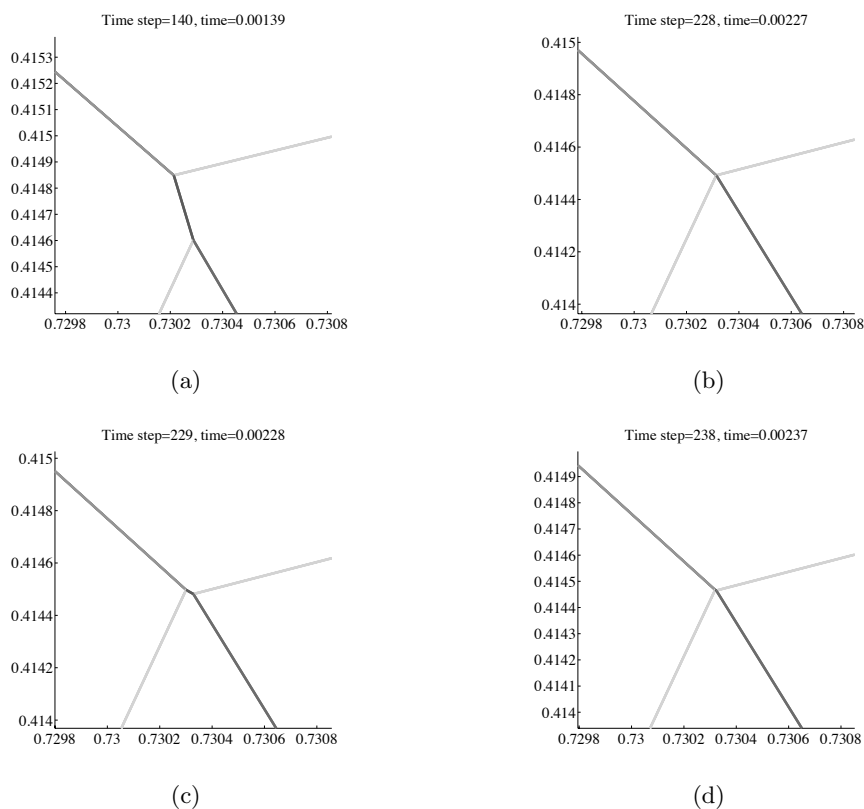 Time step=140, time=0.00139
0.4153
0.4152
0.4151
0.415
0.4149
0.4148
0.4147
0.4146
0.4145
0.4144
0.7298 0.73 0.7302 0.7304 0.7306 0.7308
(a)
Time step=228, time=0.00227
0.415
0.4148
0.4146
0.4144
0.4142
0.414
0.7298 0.73 0.7302 0.7304 0.7306 0.7308
(b)
Time step=229, time=0.00228
0.415
0.4148
0.4146
0.4144
0.4142
0.414
0.7298 0.73 0.7302 0.7304 0.7306 0.7308
(c)
Time step=238, time=0.00237
0.4149
0.4148
0.4147
0.4146
0.4145
0.4144
0.4143
0.4142
0.4141
0.414
0.7298 0.73 0.7302 0.7304 0.7306 0.7308
(d)